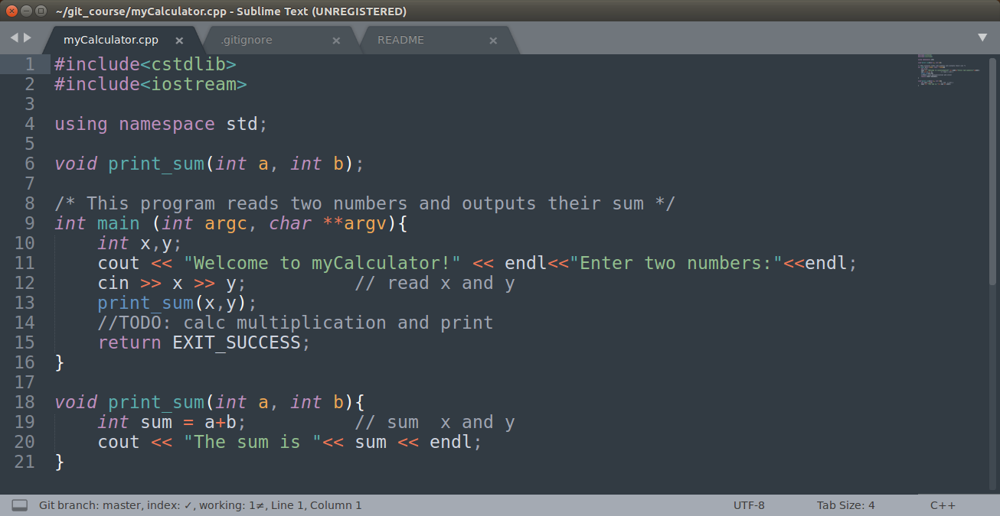 ~/git_course/myCalculator.cpp - Sublime Text (UNREGISTERED)
myCalculator.cpp × .gitignore × README ×
1 #include<cstdlib>
2 #include<iostream>
3
4 using namespace std;
5
6 void print_sum(int a, int b);
7
8 /* This program reads two numbers and outputs their sum */
9 int main (int argc, char **argv){
10     int x,y;
11     cout << "Welcome to myCalculator!" << endl<<"Enter two numbers:"<<endl;
12     cin >> x >> y;          // read x and y
13     print_sum(x,y);
14     //TODO: calc multiplication and print
15     return EXIT_SUCCESS;
16 }
17
18 void print_sum(int a, int b){
19     int sum = a+b;          // sum  x and y
20     cout << "The sum is "<< sum << endl;
21 }
Git branch: master, index: ✓, working: 1≠, Line 1, Column 1 UTF-8 Tab Size: 4 C++